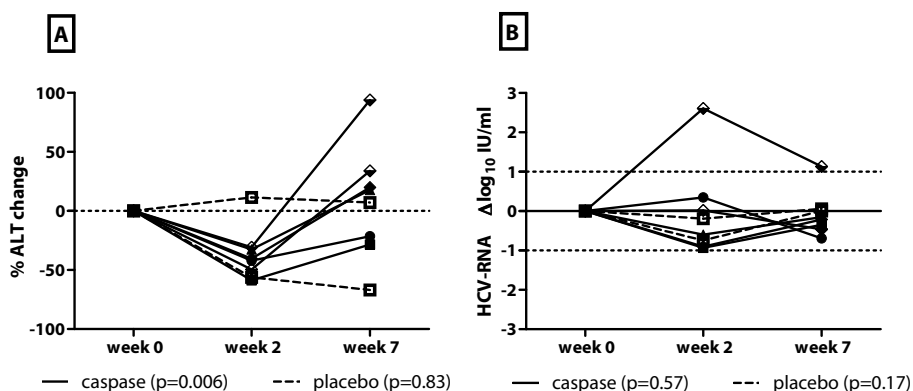 A
B
% ALT change
100
50
0
-50
-100
week 0
week 2
week 7
caspase (p=0.006)
placebo (p=0.83)
HCV-RNA Δlog10 IU/ml
3
2
1
0
-1
-2
-3
week 0
week 2
week 7
caspase (p=0.57)
placebo (p=0.17)